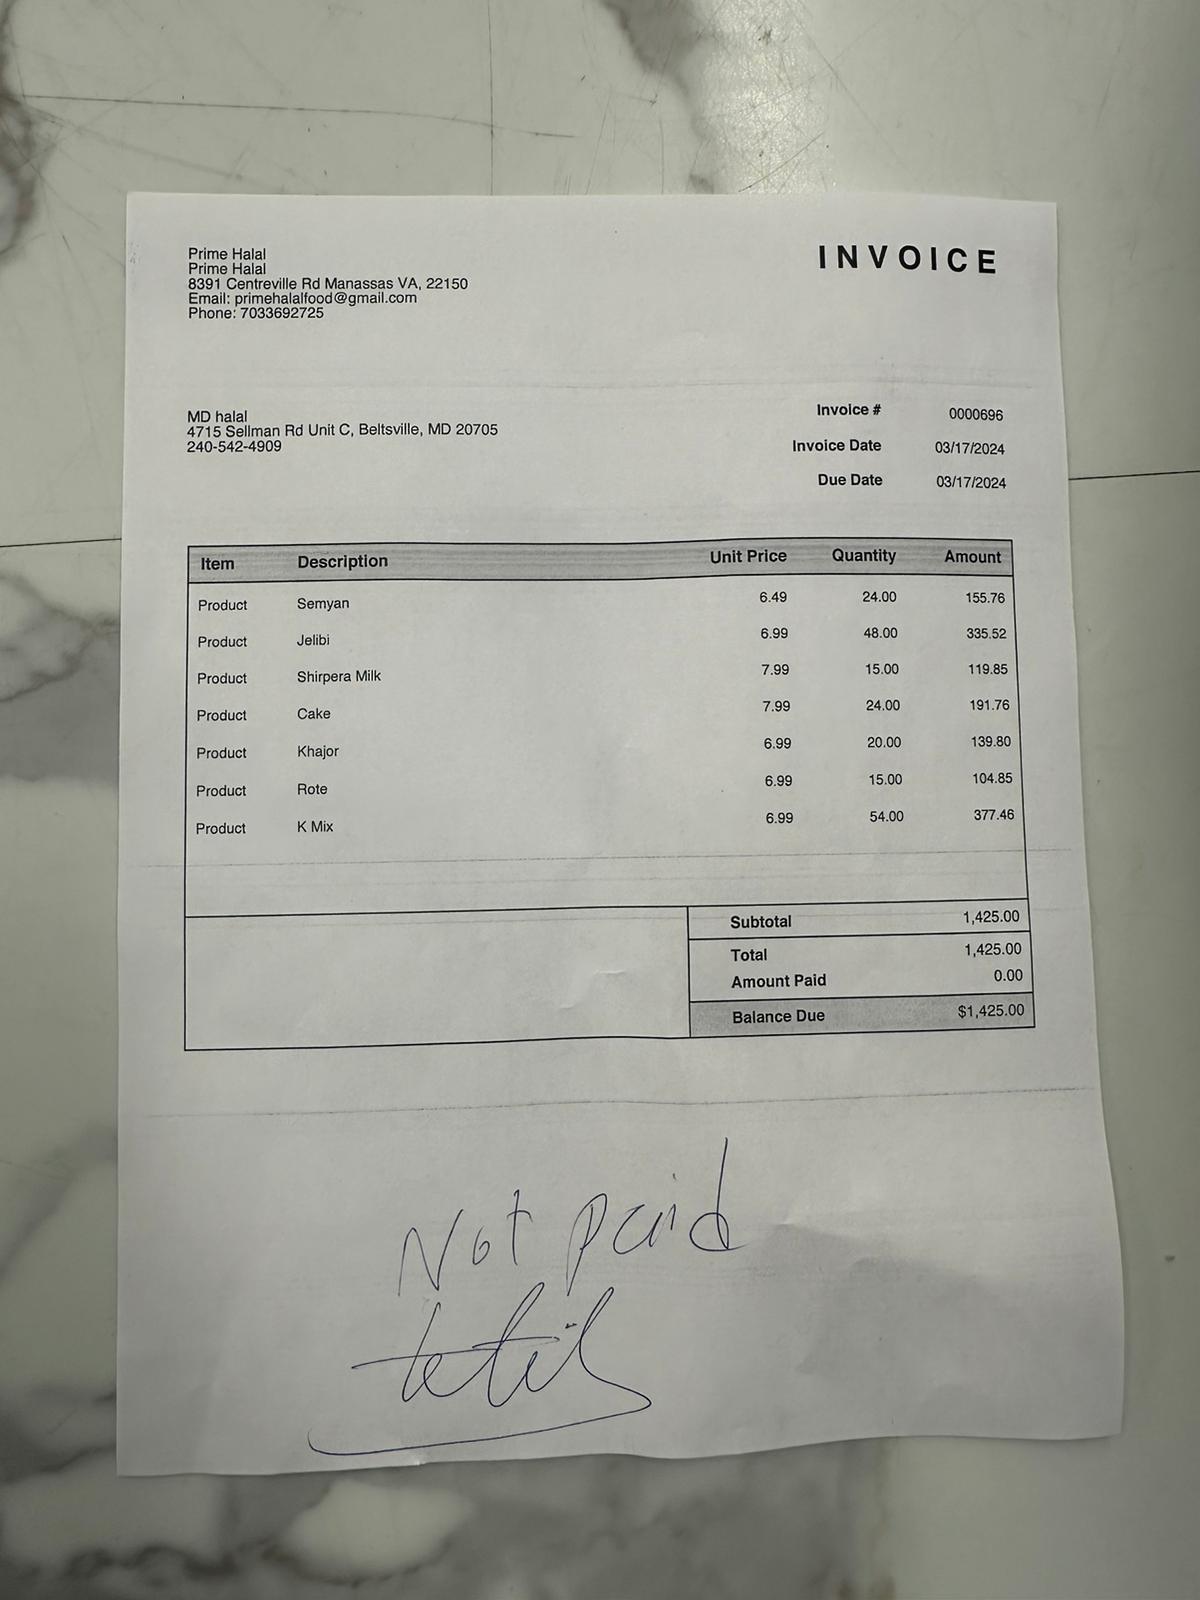 INVOICE
Prime Halal
Prime Halal
8391 Centreville Rd Manassas VA, 22150
Email: primehalalfood@gmail.com
Phone: 7033692725
MD halal
4715 Sellman Rd Unit C, Beltsville, MD 20705
240-542-4909
Invoice # 0000696
Invoice Date 03/17/2024
Due Date 03/17/2024
Item Description Unit Price Quantity Amount
Product Semyan 6.49 24.00 155.76
Product Jelibi 6.99 48.00 335.52
Product Shirpera Milk 7.99 15.00 119.85
Product Cake 7.99 24.00 191.76
Product Khajor 6.99 20.00 139.80
Product Rote 6.99 15.00 104.85
Product K Mix 6.99 54.00 377.46
Subtotal 1,425.00
Total 1,425.00
Amount Paid 0.00
Balance Due $1,425.00
Not paid